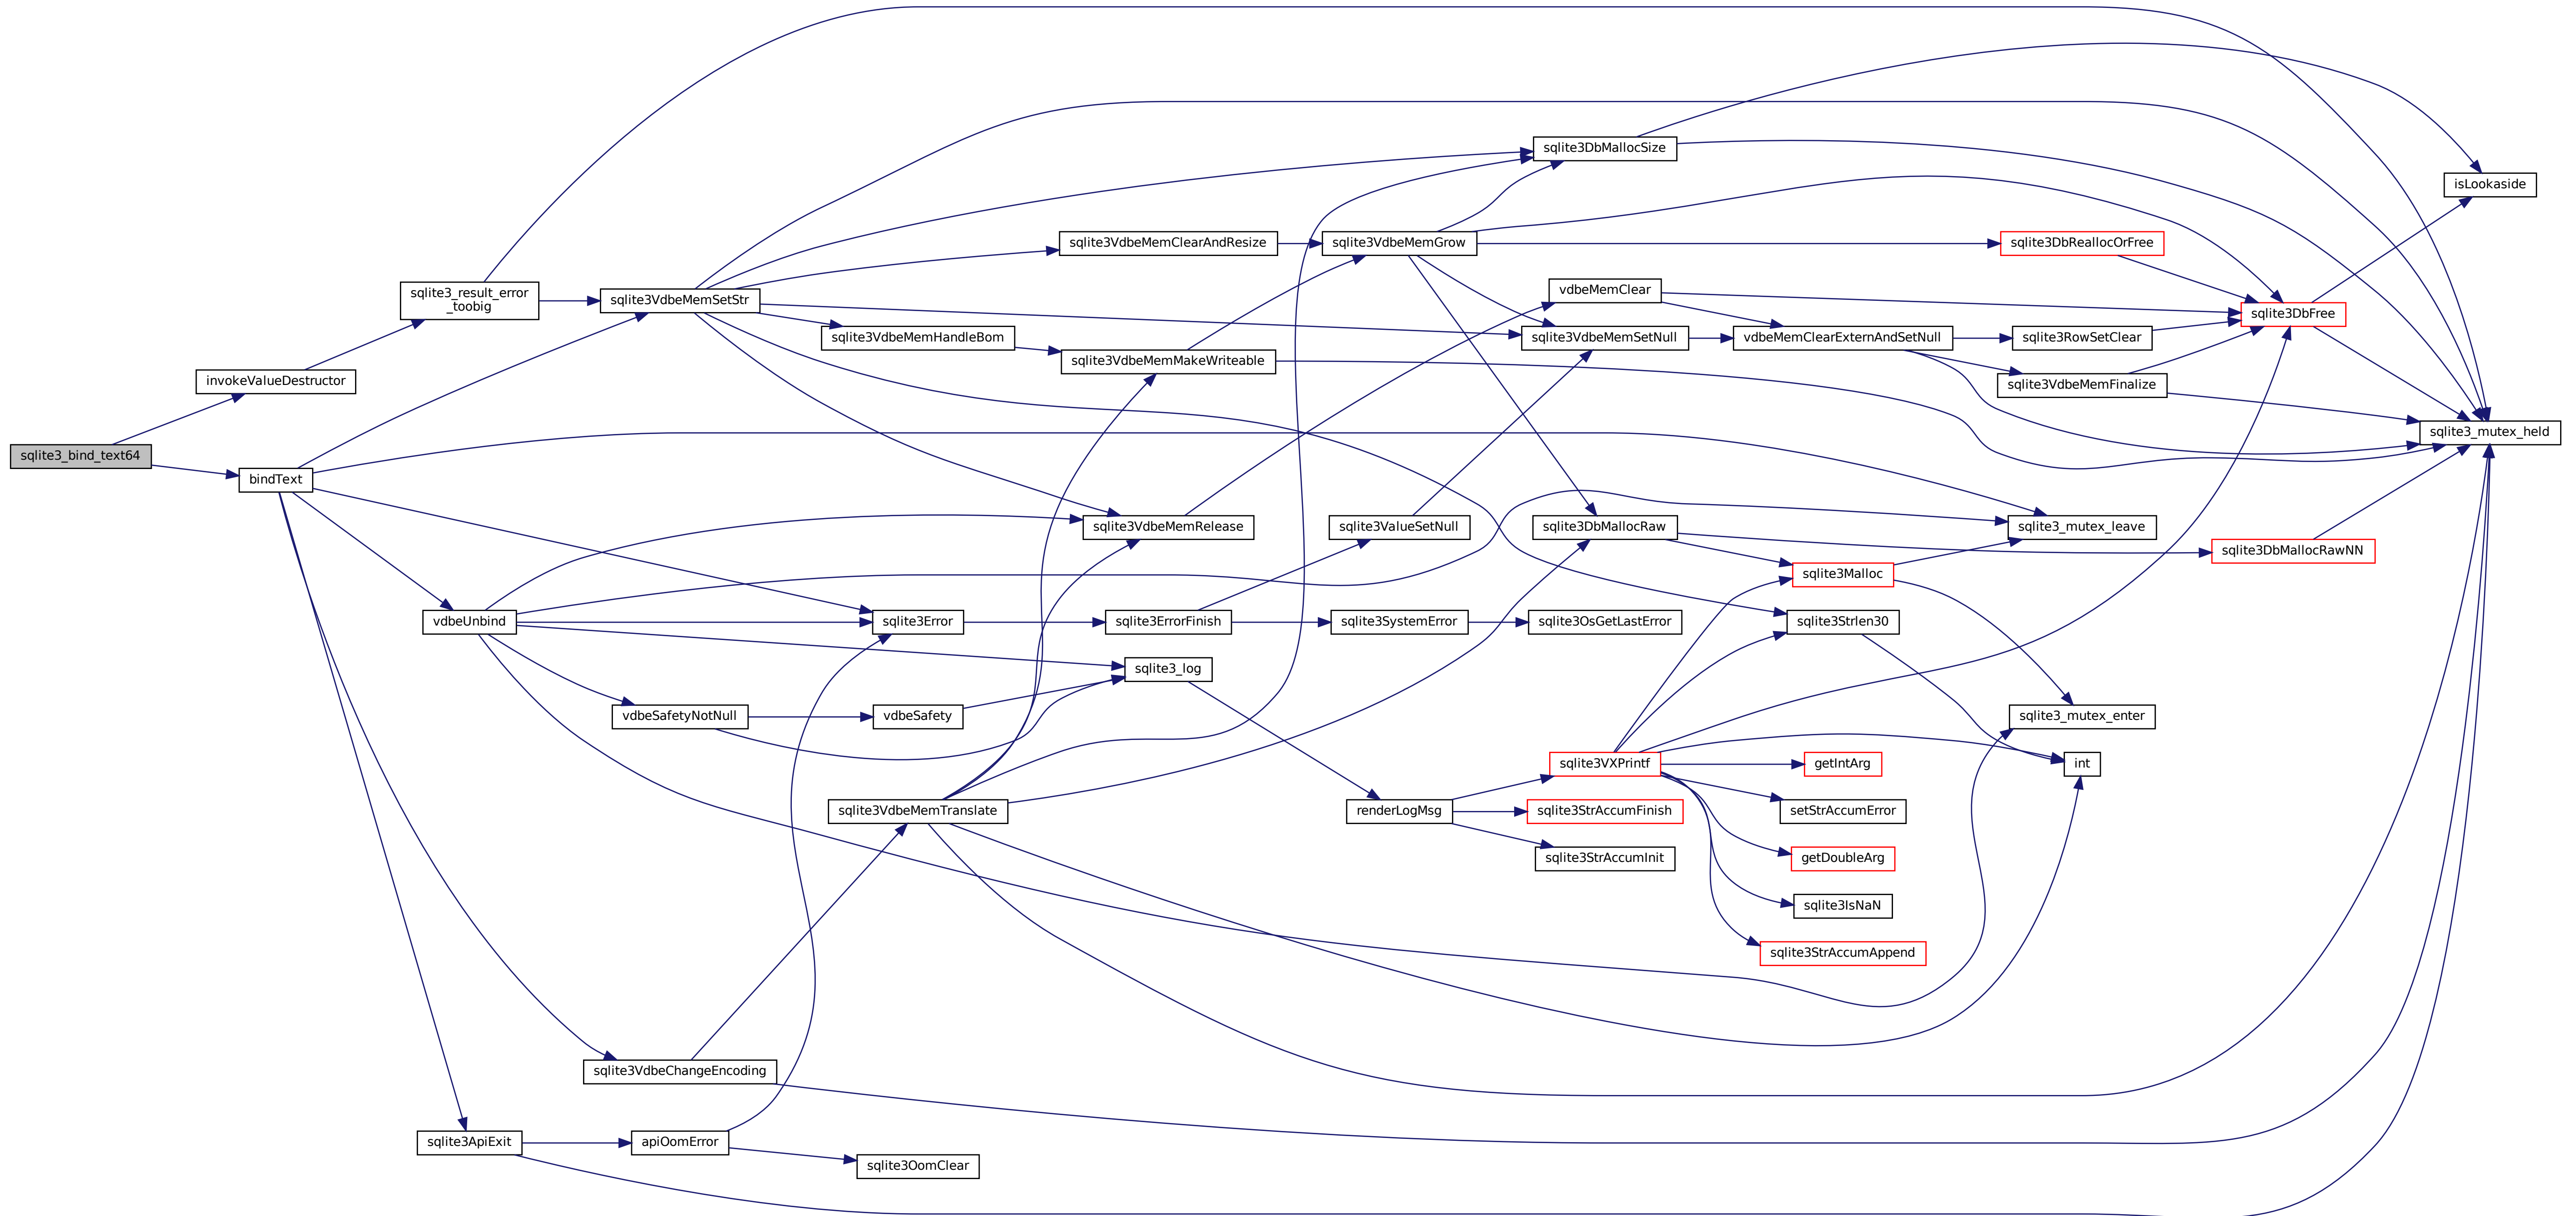 isLookaside
sqlite3DbMallocSize
sqlite3VdbeMemClearAndResize
sqlite3VdbeMemGrow
sqlite3DbReallocOrFree
sqlite3_result_error
_toobig
sqlite3VdbeMemSetStr
vdbeMemClear
sqlite3DbFree
sqlite3VdbeMemHandleBom
sqlite3VdbeMemSetNull
vdbeMemClearExternAndSetNull
sqlite3RowSetClear
sqlite3VdbeMemMakeWriteable
invokeValueDestructor
sqlite3VdbeMemFinalize
sqlite3_mutex_held
sqlite3_bind_text64
bindText
sqlite3VdbeMemRelease
sqlite3ValueSetNull
sqlite3DbMallocRaw
sqlite3_mutex_leave
sqlite3DbMallocRawNN
sqlite3Malloc
vdbeUnbind
sqlite3Error
sqlite3ErrorFinish
sqlite3SystemError
sqlite3OsGetLastError
sqlite3Strlen30
sqlite3_log
vdbeSafetyNotNull
vdbeSafety
sqlite3_mutex_enter
sqlite3VXPrintf
getIntArg
int
sqlite3VdbeMemTranslate
renderLogMsg
sqlite3StrAccumFinish
setStrAccumError
sqlite3StrAccumInit
getDoubleArg
sqlite3IsNaN
sqlite3StrAccumAppend
sqlite3VdbeChangeEncoding
sqlite3ApiExit
apiOomError
sqlite3OomClear